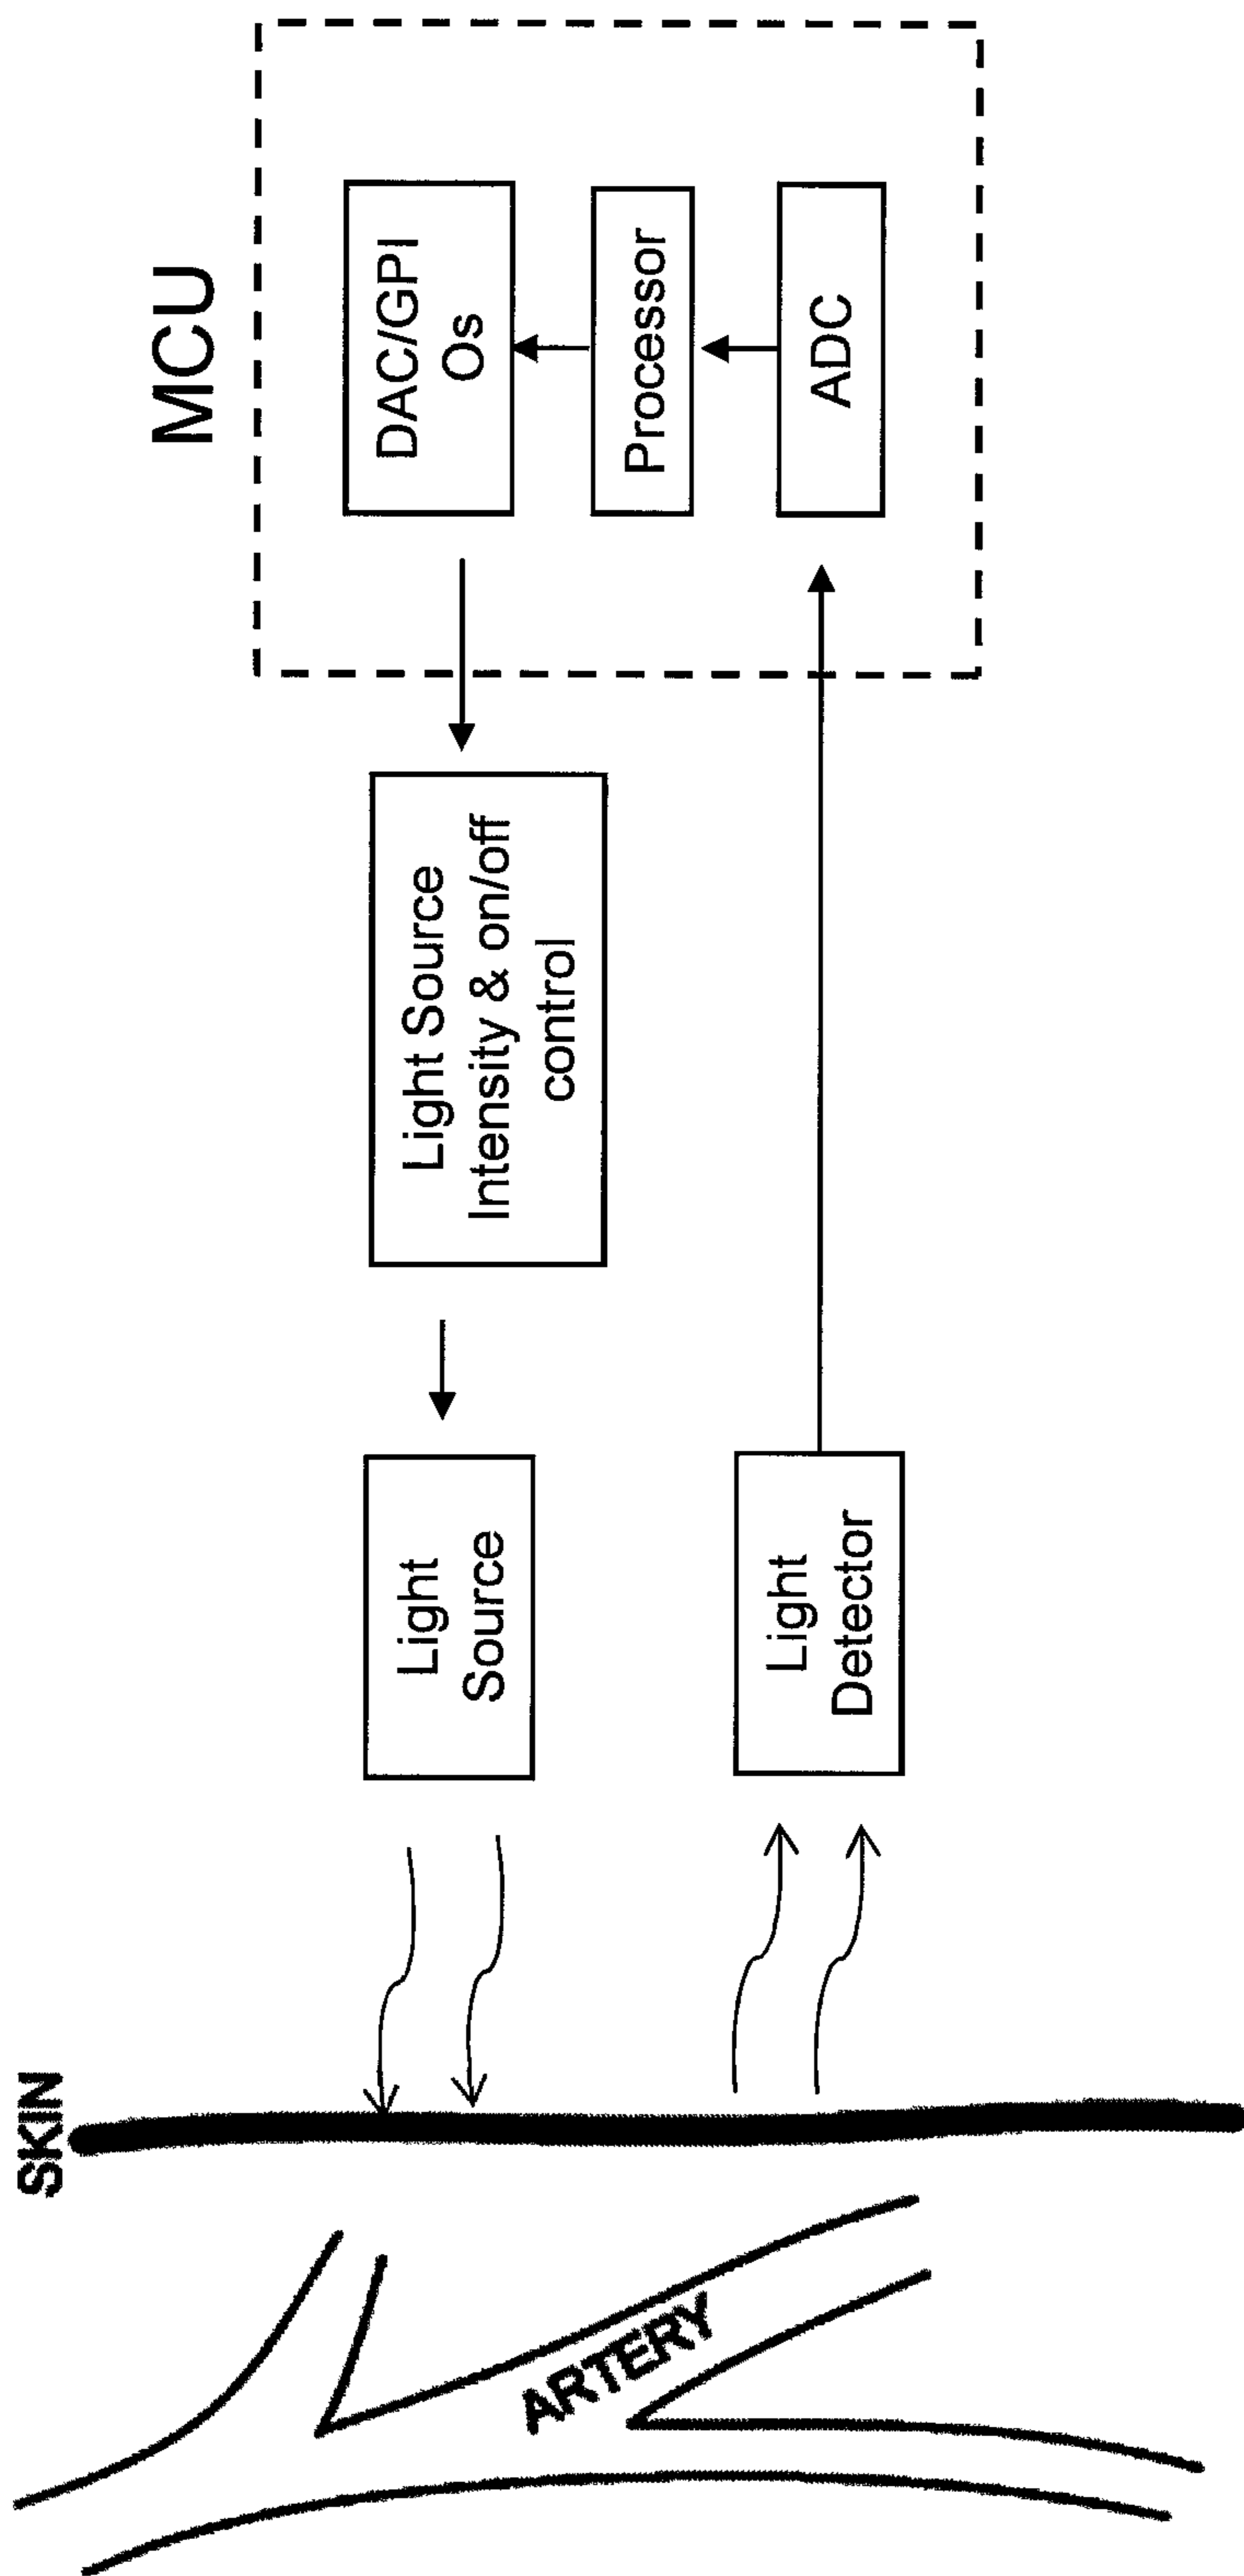 SKIN
ARTERY
Light
Source
Light
Detector
Light Source
Intensity & on/off
control
MCU
DAC/GPI
Os
Processor
ADC